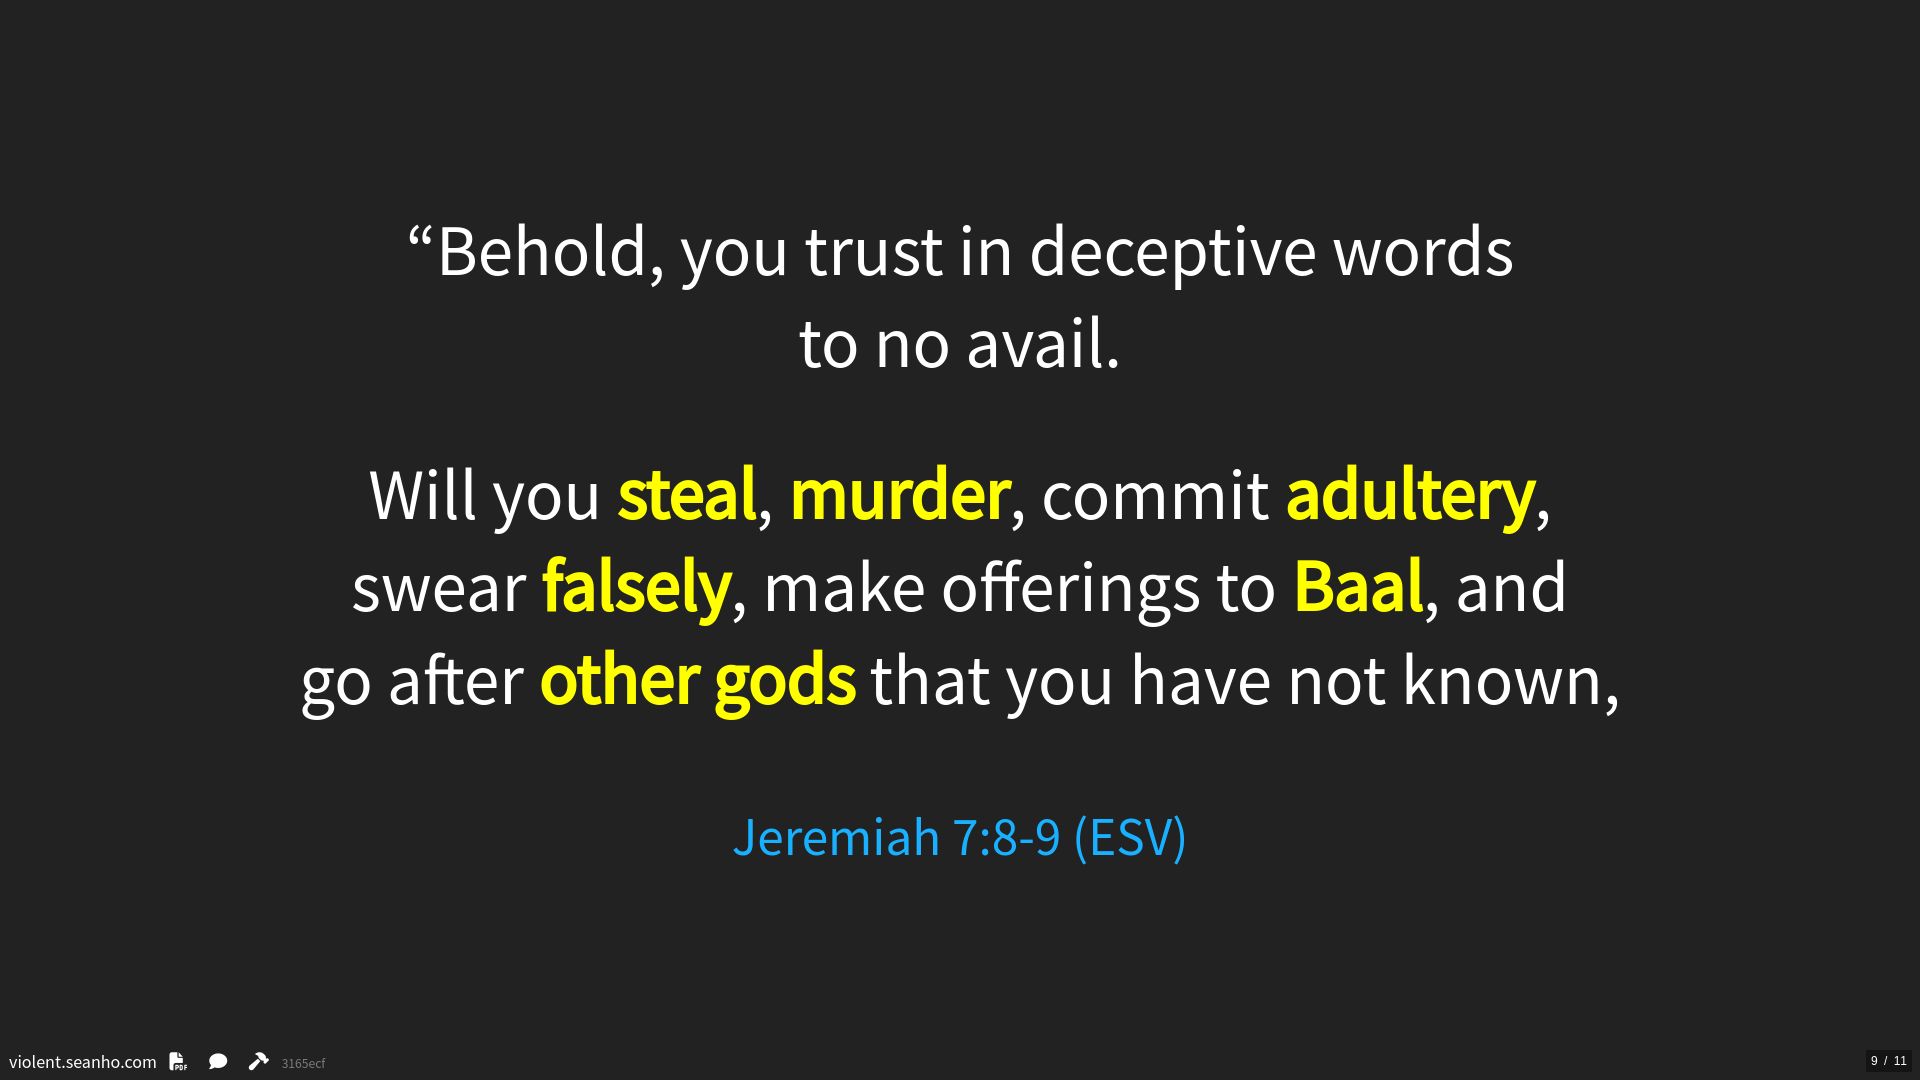 “Behold, you trust in deceptive words
to no avail.
Will you steal, murder, commit adultery,
swear falsely, make offerings to Baal, and
go after other gods that you have not known,
Jeremiah 7:8-9 (ESV)
violent.seanho.com PDF 3165ecf
9 / 11